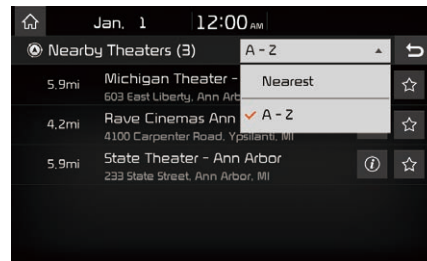 Jan. 1 12:00 AM
Nearby Theaters (3) A - Z
Nearest
A - Z
5.9mi Michigan Theater -
603 East Liberty, Ann Arb
4.2mi Rave Cinemas Ann
4100 Carpenter Road, Ypsilanti, MI
5.9mi State Theater - Ann Arbor
233 State Street, Ann Arbor, MI